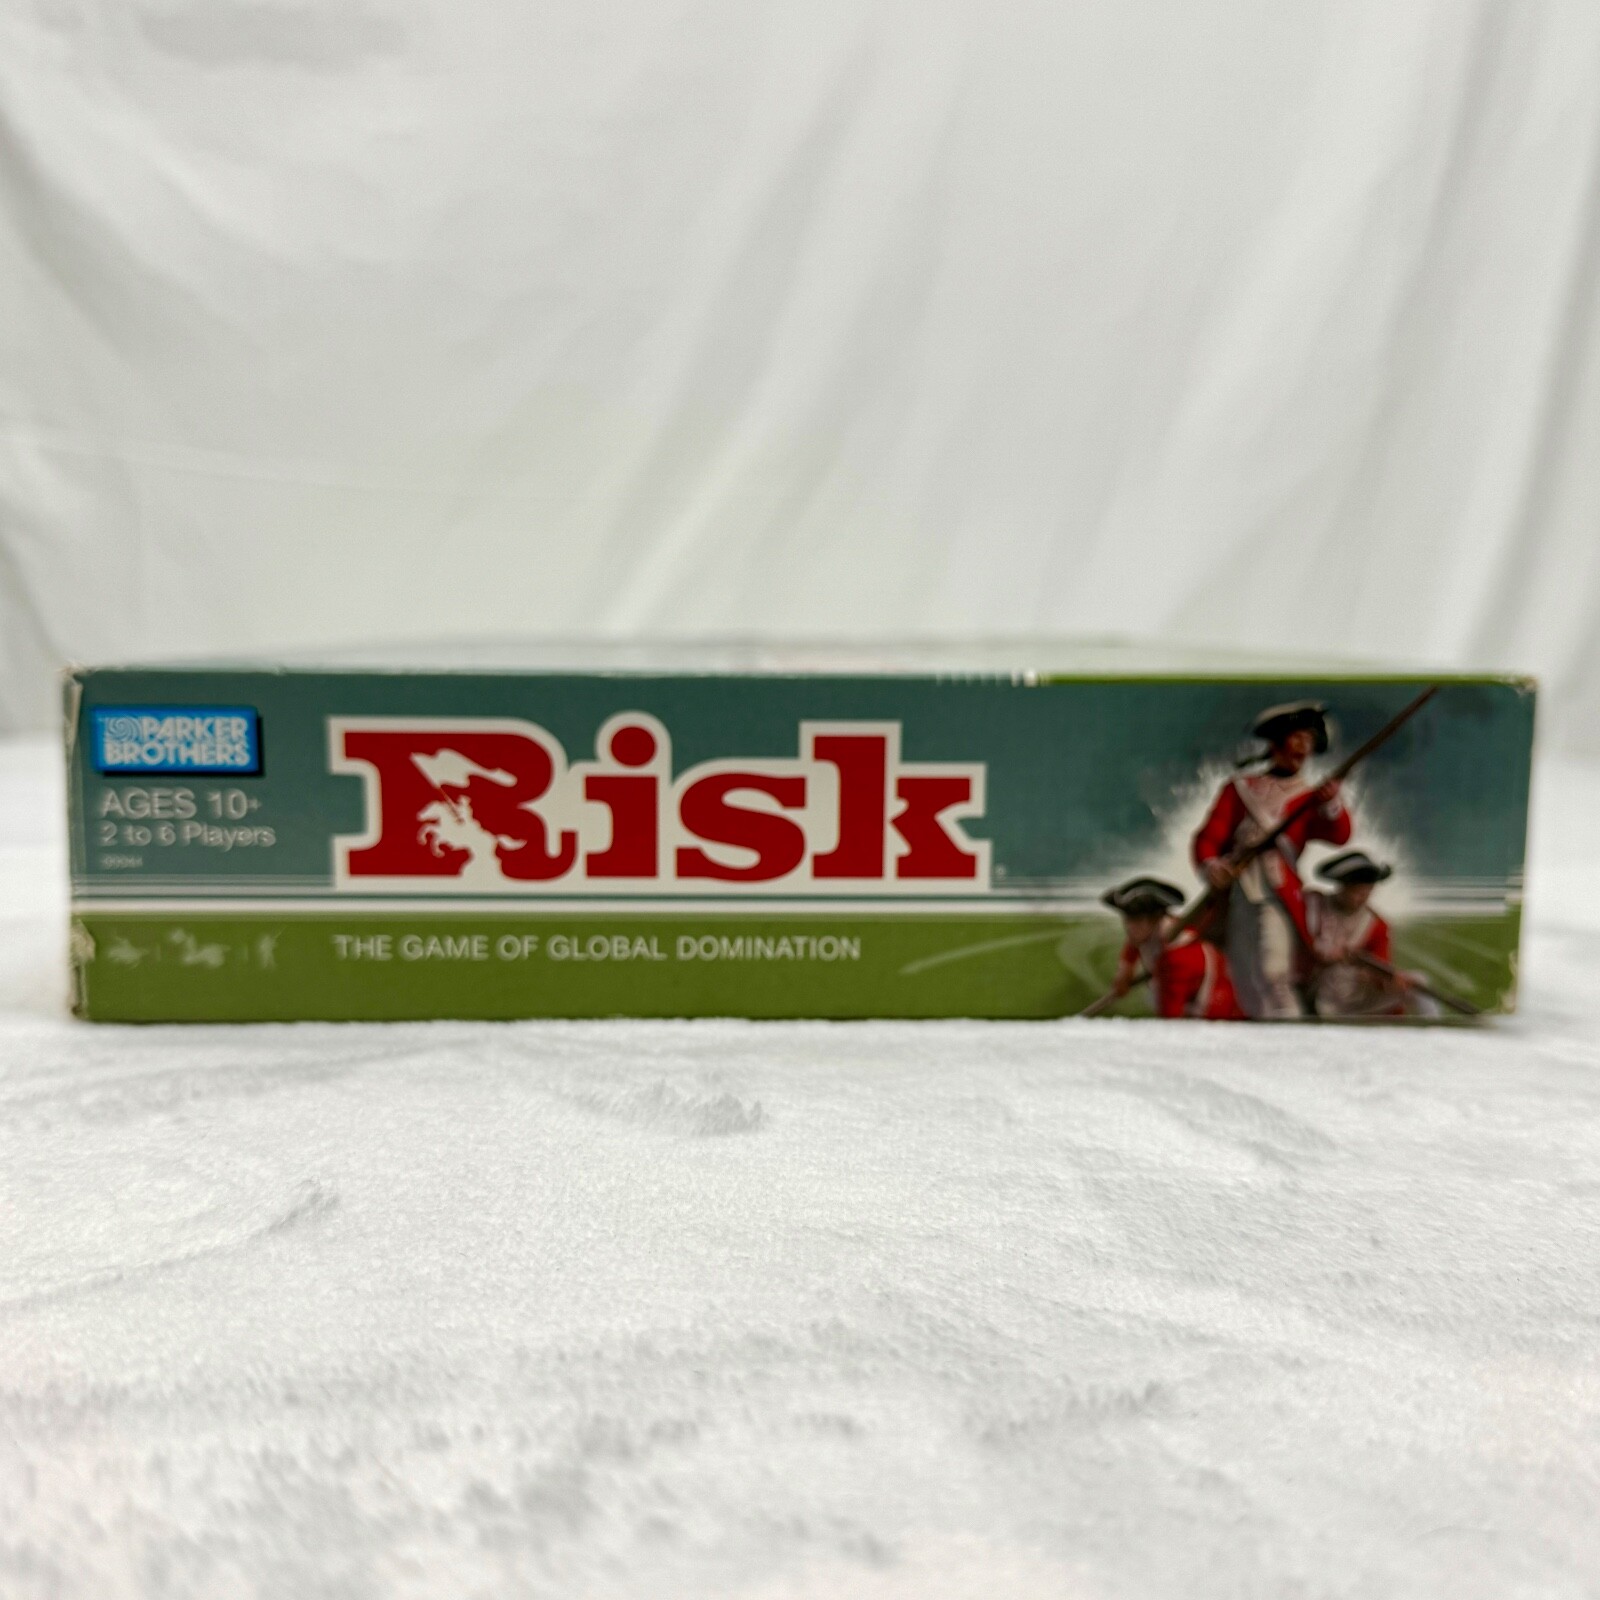 PARKER
BROTHERS
AGES 10+
2 to 6 Players
Risk
THE GAME OF GLOBAL DOMINATION